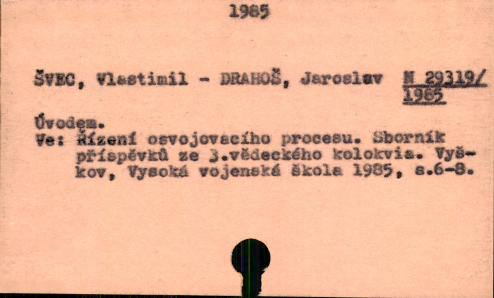 1985
ŠVEC, Vlastimil - DRAHOŠ, Jaroslav N 29319/
1985
Úvodem.
Ve: Řízení osvojovacího procesu. Sborník
příspěvků ze 3.vědeckého kolokvia. Vyš-
kov, Vysoká vojenská škola 1985, s.6-8.